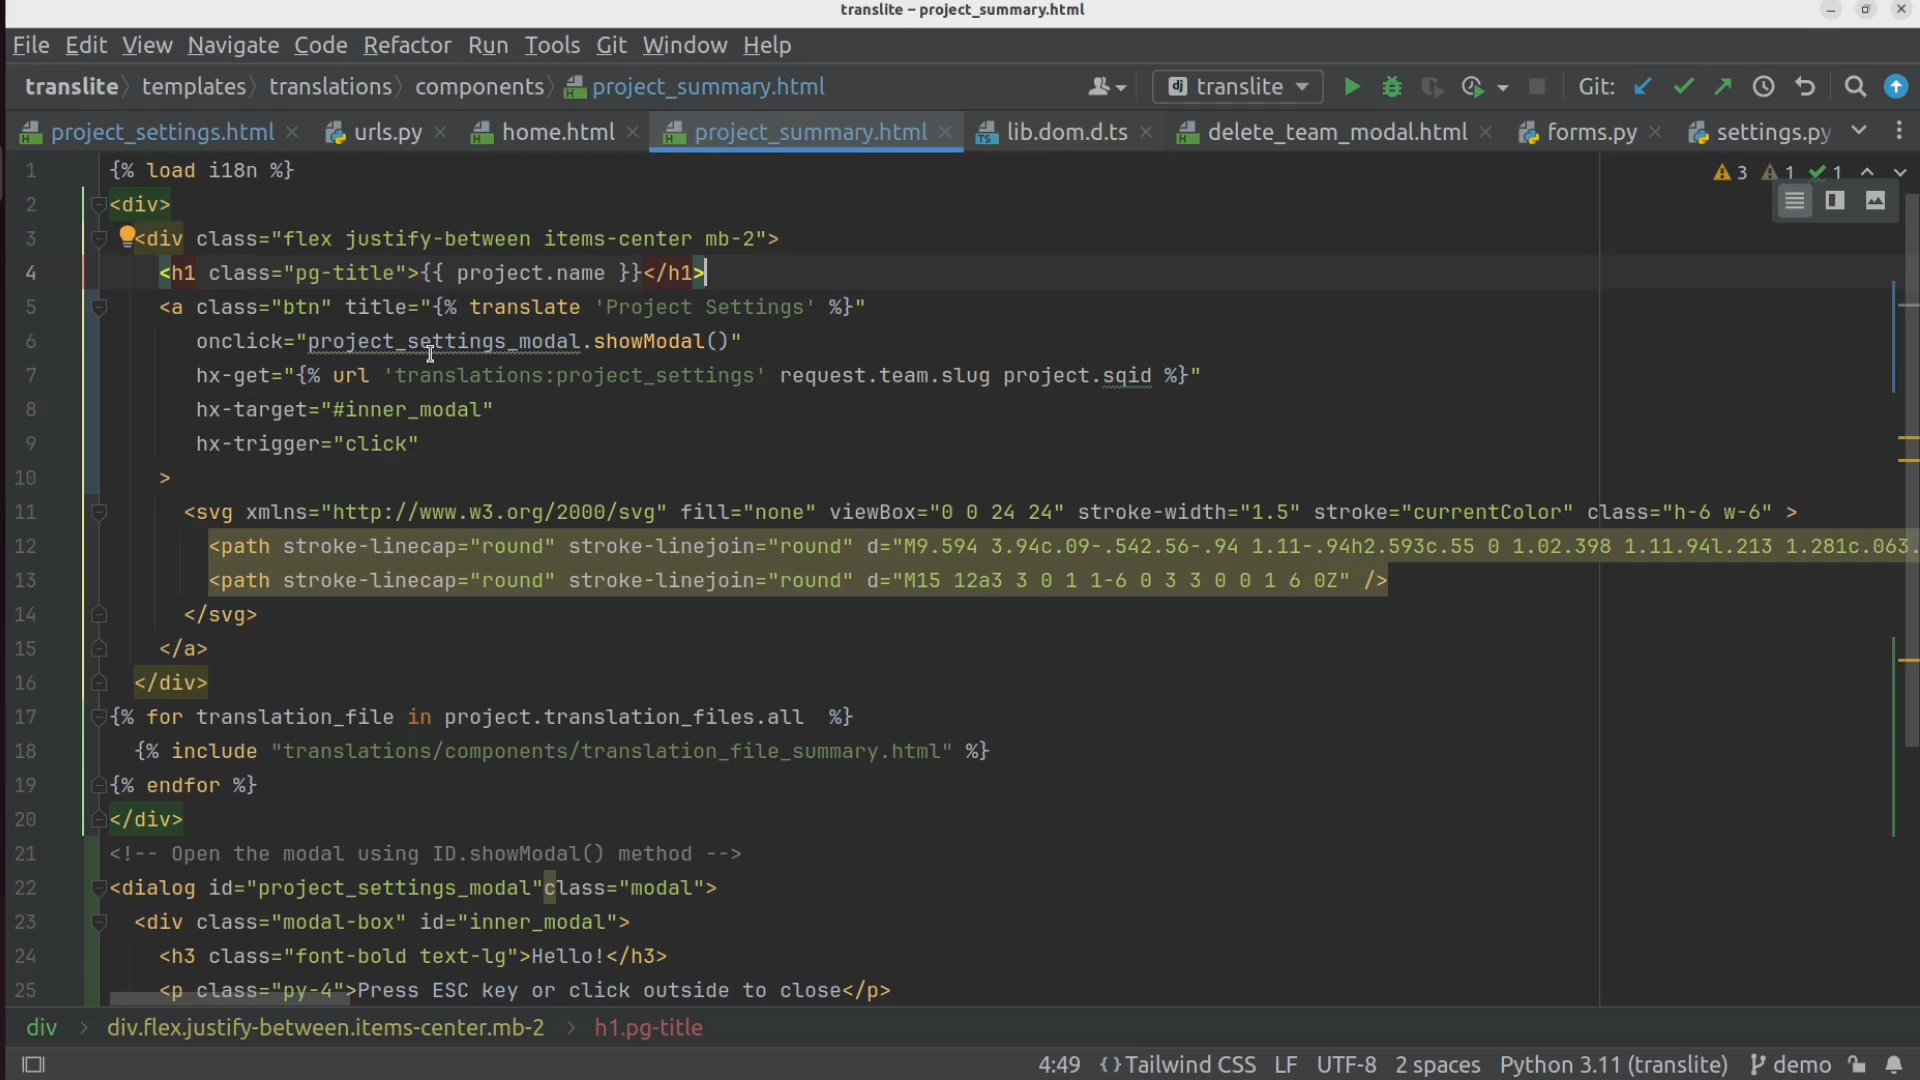 translite – project_summary.html
File Edit View Navigate Code Refactor Run Tools Git Window Help
translite templates translations components project_summary.html translite Git:
project_settings.html urls.py home.html project_summary.html lib.dom.d.ts delete_team_modal.html forms.py settings.py
3 1 1
1 {% load i18n %}
2 <div>
3 <div class="flex justify-between items-center mb-2">
4 <h1 class="pg-title">{{ project.name }}</h1>
5 <a class="btn" title="{% translate 'Project Settings' %}"
6 onclick="project_settings_modal.showModal()"
7 hx-get="{% url 'translations:project_settings' request.team.slug project.sqid %}"
8 hx-target="#inner_modal"
9 hx-trigger="click"
10 >
11 <svg xmlns="http://www.w3.org/2000/svg" fill="none" viewBox="0 0 24 24" stroke-width="1.5" stroke="currentColor" class="h-6 w-6" >
12 <path stroke-linecap="round" stroke-linejoin="round" d="M9.594 3.94c.09-.542.56-.94 1.11-.94h2.593c.55 0 1.02.398 1.11.94l.213 1.281c.063.
13 <path stroke-linecap="round" stroke-linejoin="round" d="M15 12a3 3 0 1 1-6 0 3 3 0 0 1 6 0Z" />
14 </svg>
15 </a>
16 </div>
17 {% for translation_file in project.translation_files.all  %}
18 {% include "translations/components/translation_file_summary.html" %}
19 {% endfor %}
20 </div>
21 <!-- Open the modal using ID.showModal() method -->
22 <dialog id="project_settings_modal"class="modal">
23 <div class="modal-box" id="inner_modal">
24 <h3 class="font-bold text-lg">Hello!</h3>
25 <p class="py-4">Press ESC key or click outside to close</p>
div div.flex.justify-between.items-center.mb-2 h1.pg-title
4:49 {} Tailwind CSS LF UTF-8 2 spaces Python 3.11 (translite) demo